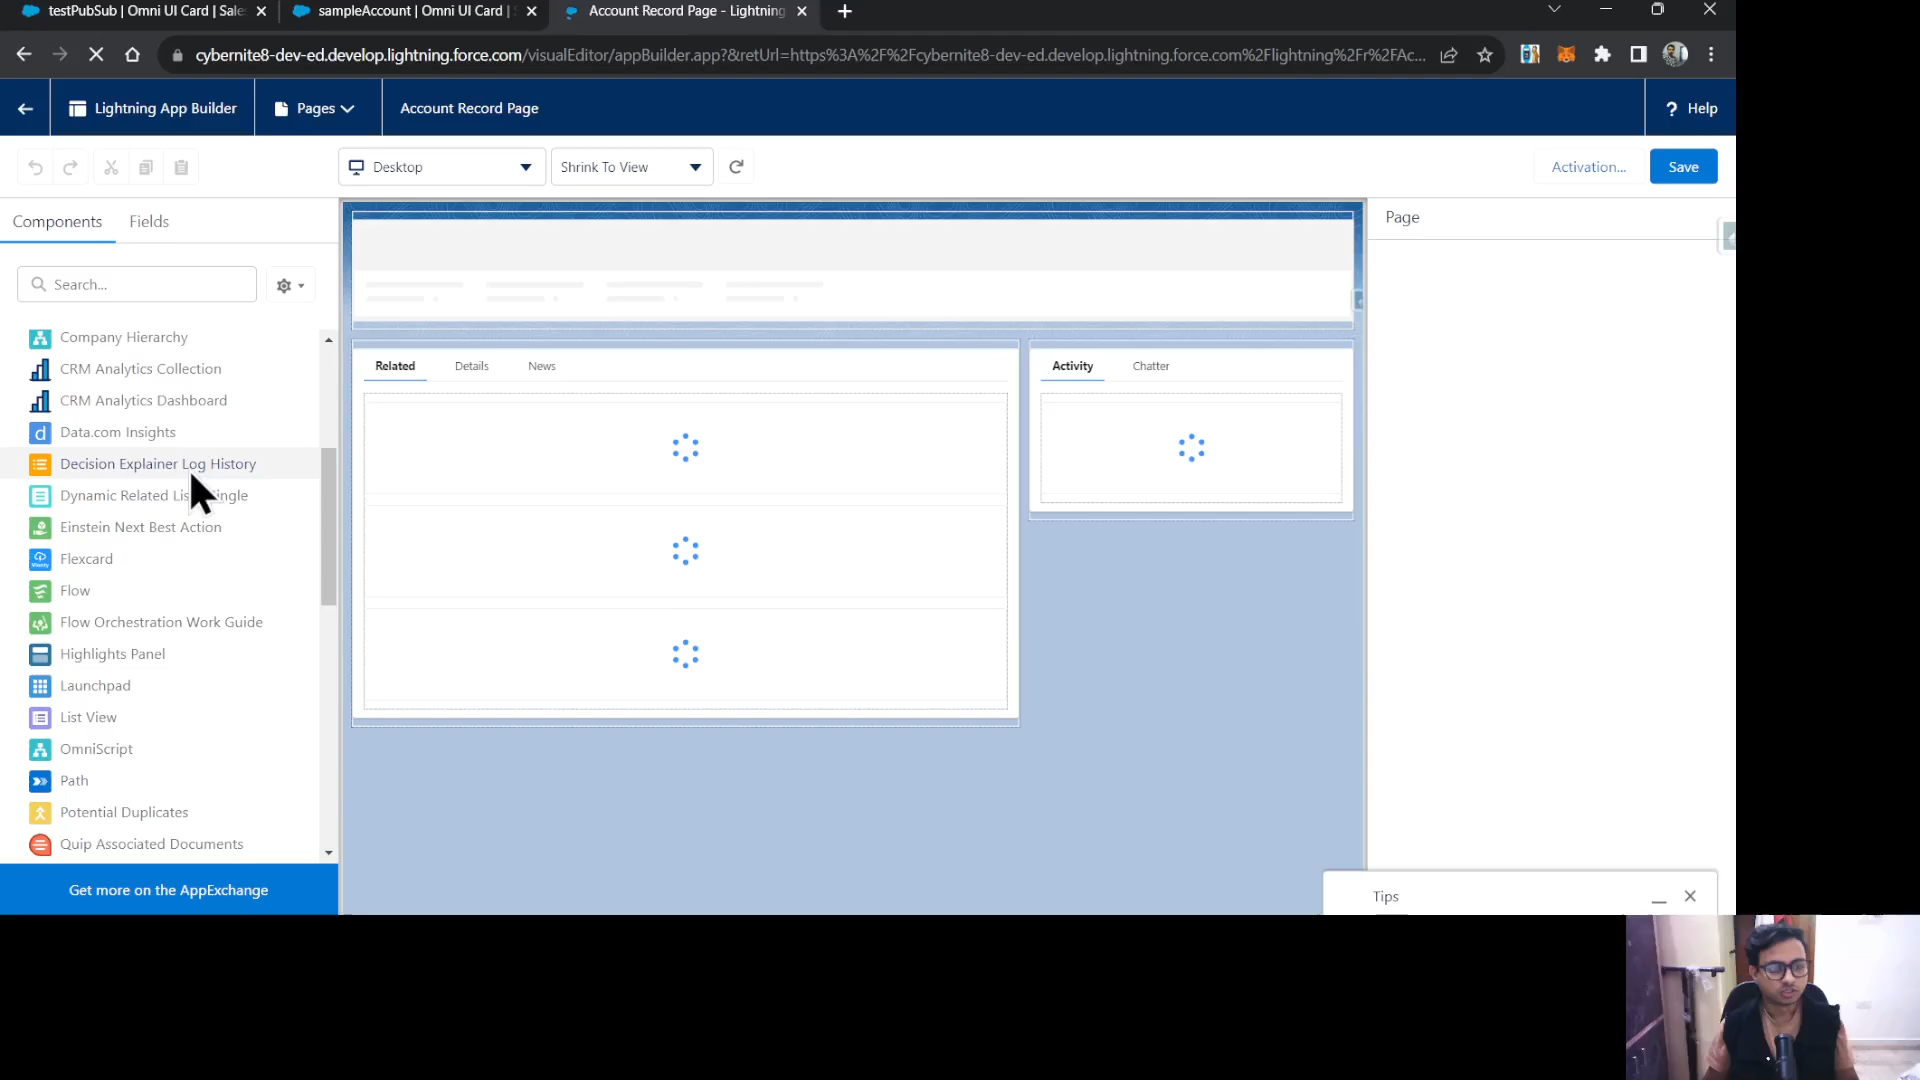 testPubSub | Omni UI Card | Sale
sampleAccount | Omni UI Card |
Account Record Page - Lightning
cybernite8-dev-ed.develop.lightning.force.com/visualEditor/appBuilder.app?&retUrl=https%3A%2F%2Fcybernite8-dev-ed.develop.lightning.force.com%2Flightning%2Fr%2FAc...
Lightning App Builder
Pages
Account Record Page
? Help
Desktop
Shrink To View
Activation...
Save
Components
Fields
Page
Search...
Company Hierarchy
CRM Analytics Collection
CRM Analytics Dashboard
Data.com Insights
Decision Explainer Log History
Dynamic Related Lis ingle
Einstein Next Best Action
Flexcard
Flow
Flow Orchestration Work Guide
Highlights Panel
Launchpad
List View
OmniScript
Path
Potential Duplicates
Quip Associated Documents
Get more on the AppExchange
Related
Details
News
Activity
Chatter
Tips